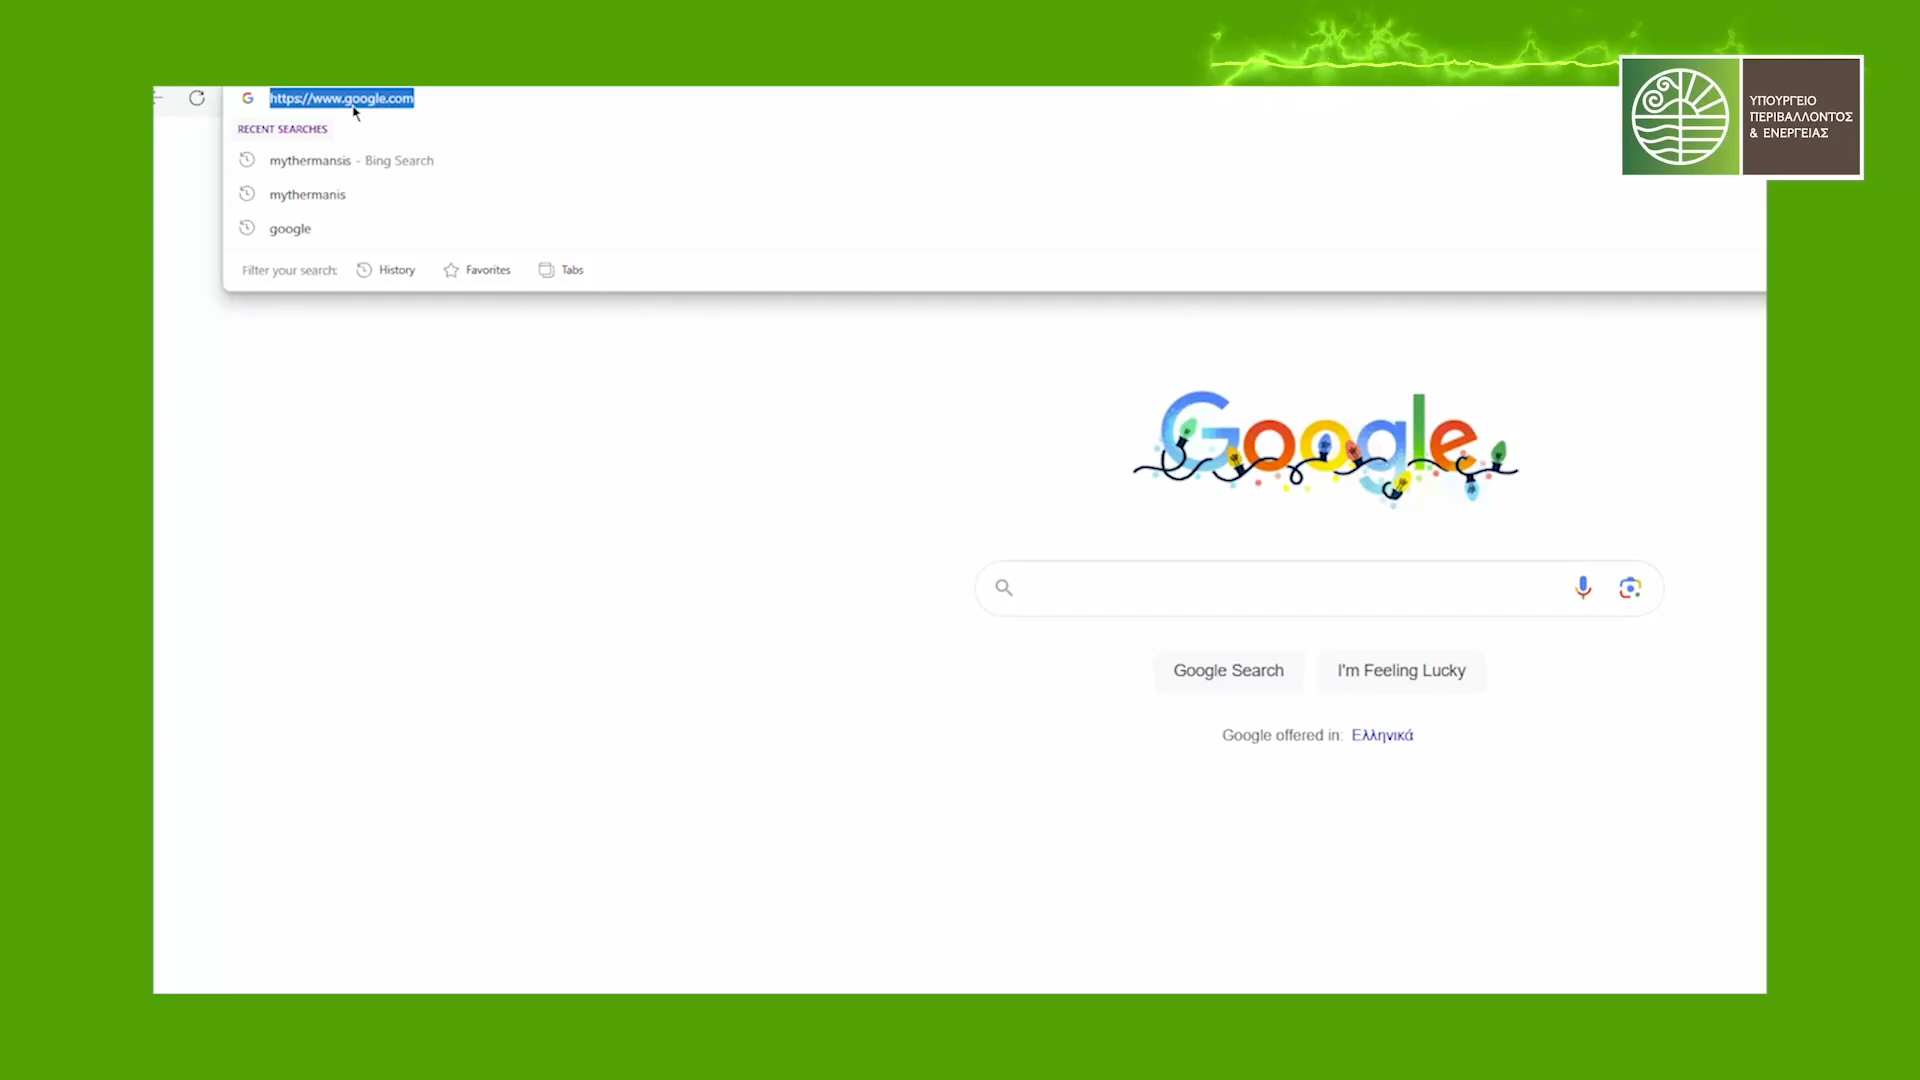 https://www.google.com
RECENT SEARCHES
mythermansis - Bing Search
mythermanis
google
Filter your search: History Favorites Tabs
ΥΠΟΥΡΓΕΙΟ
ΠΕΡΙΒΑΛΛΟΝΤΟΣ
& ΕΝΕΡΓΕΙΑΣ
Google
Google Search I'm Feeling Lucky
Google offered in: Ελληνικά